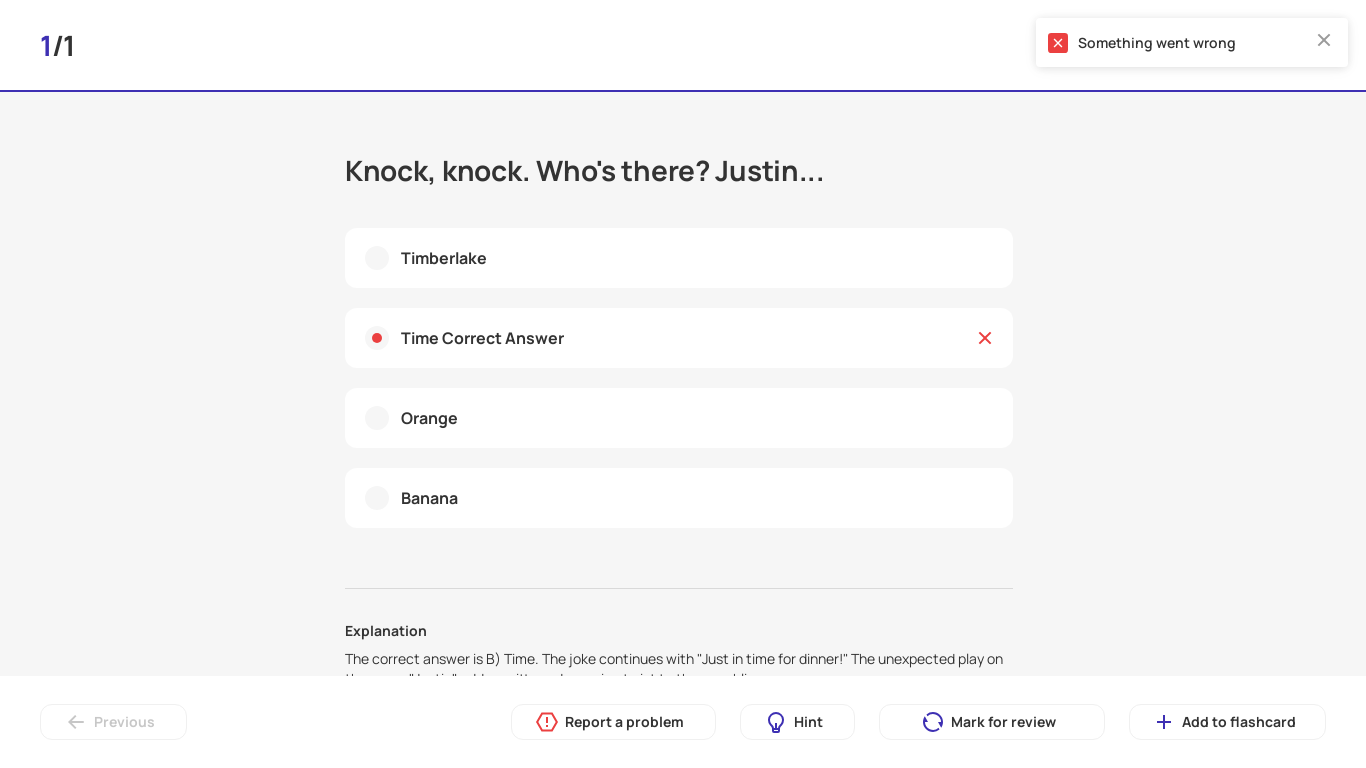 1/1
Something went wrong
Knock, knock. Who's there? Justin...
Timberlake
Time Correct Answer
Orange
Banana
Explanation
The correct answer is B) Time. The joke continues with "Just in time for dinner!" The unexpected play on
Previous
Report a problem
Hint
Mark for review
Add to flashcard